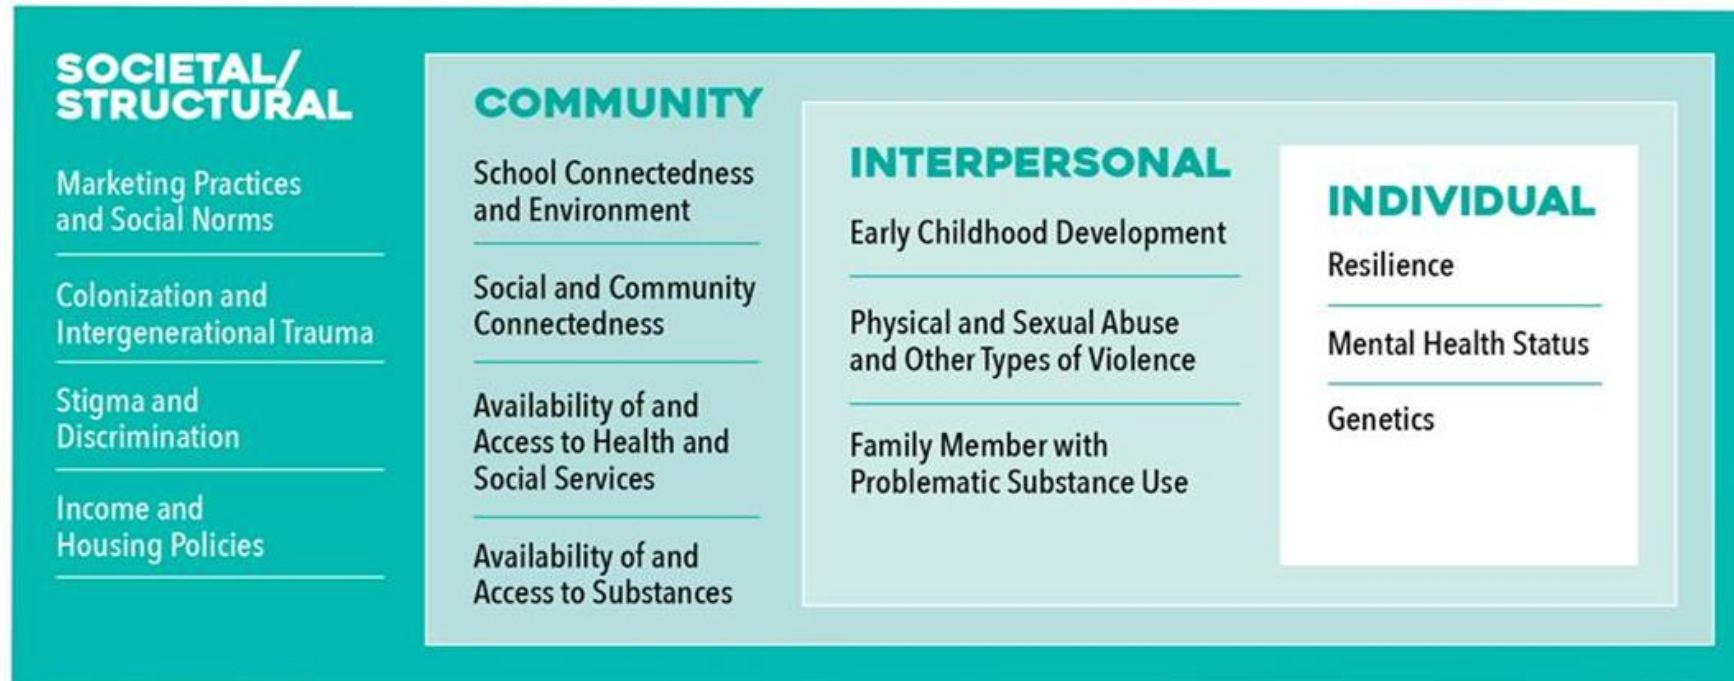 SOCIETAL/
STRUCTURAL
Marketing Practices
and Social Norms
Colonization and
Intergenerational Trauma
Stigma and
Discrimination
Income and
Housing Policies
COMMUNITY
School Connectedness
and Environment
Social and Community
Connectedness
Availability of and
Access to Health and
Social Services
Availability of and
Access to Substances
INTERPERSONAL
Early Childhood Development
Physical and Sexual Abuse
and Other Types of Violence
Family Member with
Problematic Substance Use
INDIVIDUAL
Resilience
Mental Health Status
Genetics